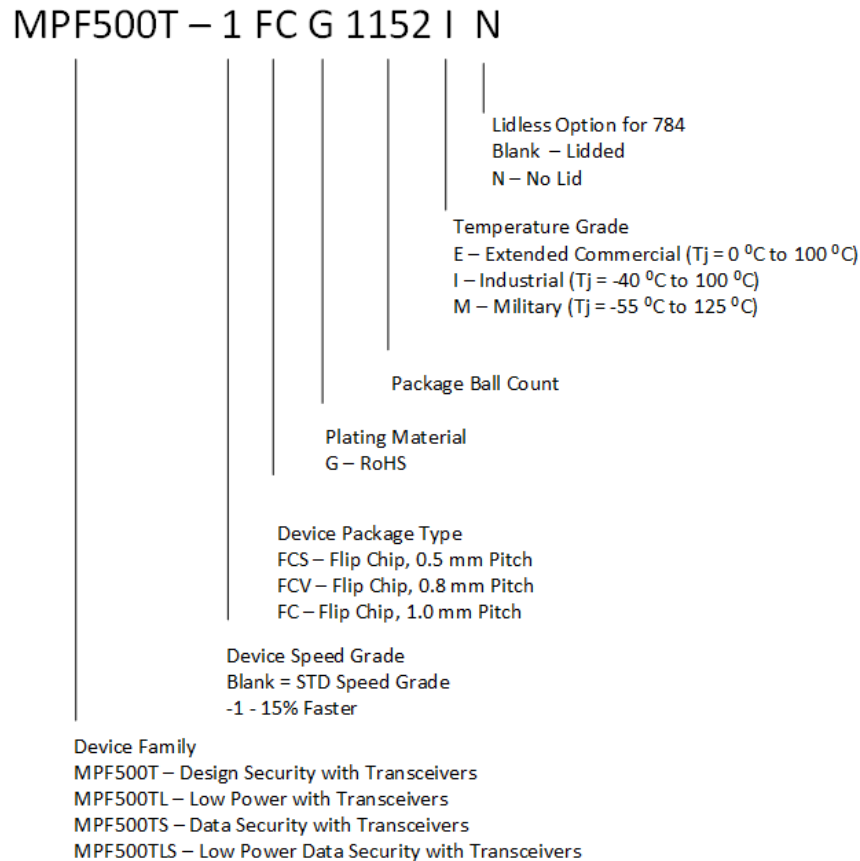 MPF500T – 1 FC G 1152 I N
Lidless Option for 784
Blank – Lidded
N – No Lid
Temperature Grade
E – Extended Commercial (Tj = 0 ⁰C to 100 ⁰C)
I – Industrial (Tj = -40 ⁰C to 100 ⁰C)
M – Military (Tj = -55 ⁰C to 125 ⁰C)
Package Ball Count
Plating Material
G – RoHS
Device Package Type
FCS – Flip Chip, 0.5 mm Pitch
FCV – Flip Chip, 0.8 mm Pitch
FC – Flip Chip, 1.0 mm Pitch
Device Speed Grade
Blank = STD Speed Grade
-1 - 15% Faster
Device Family
MPF500T – Design Security with Transceivers
MPF500TL – Low Power with Transceivers
MPF500TS – Data Security with Transceivers
MPF500TLS – Low Power Data Security with Transceivers